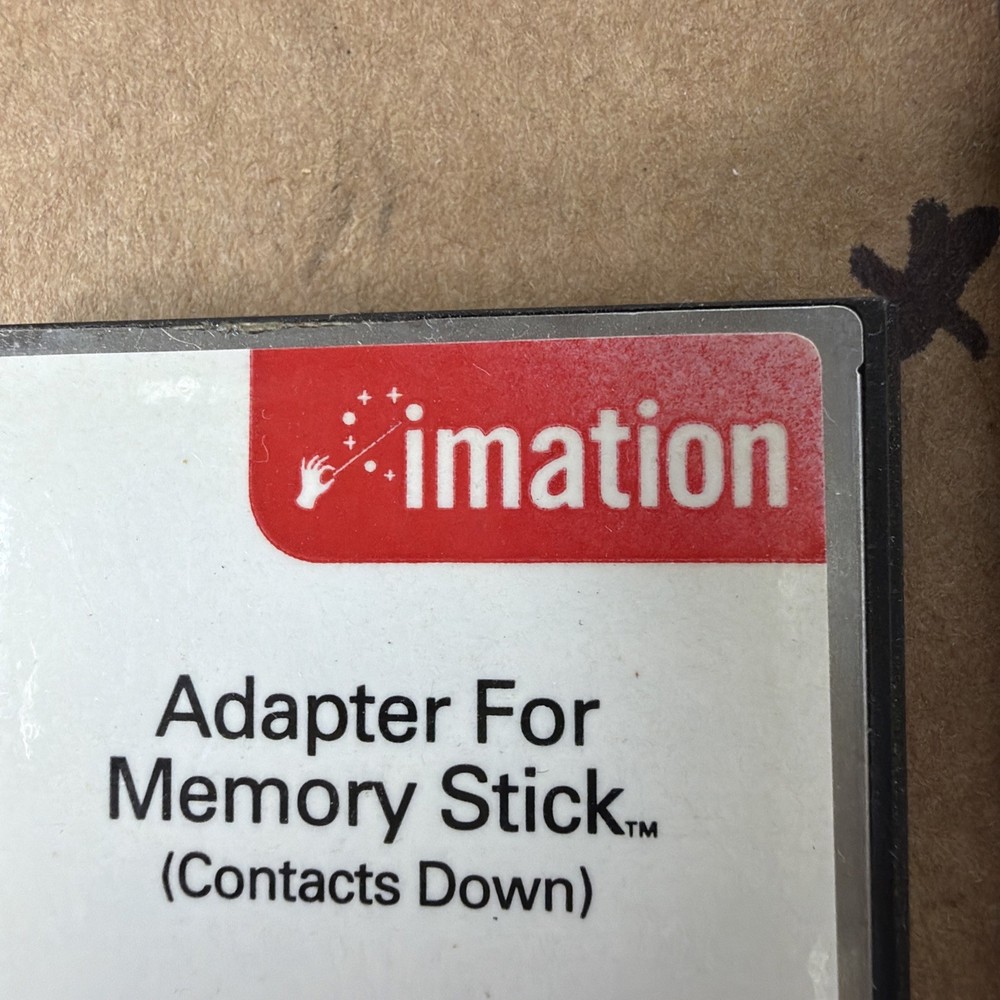 imation
Adapter For
Memory Stick™
(Contacts Down)